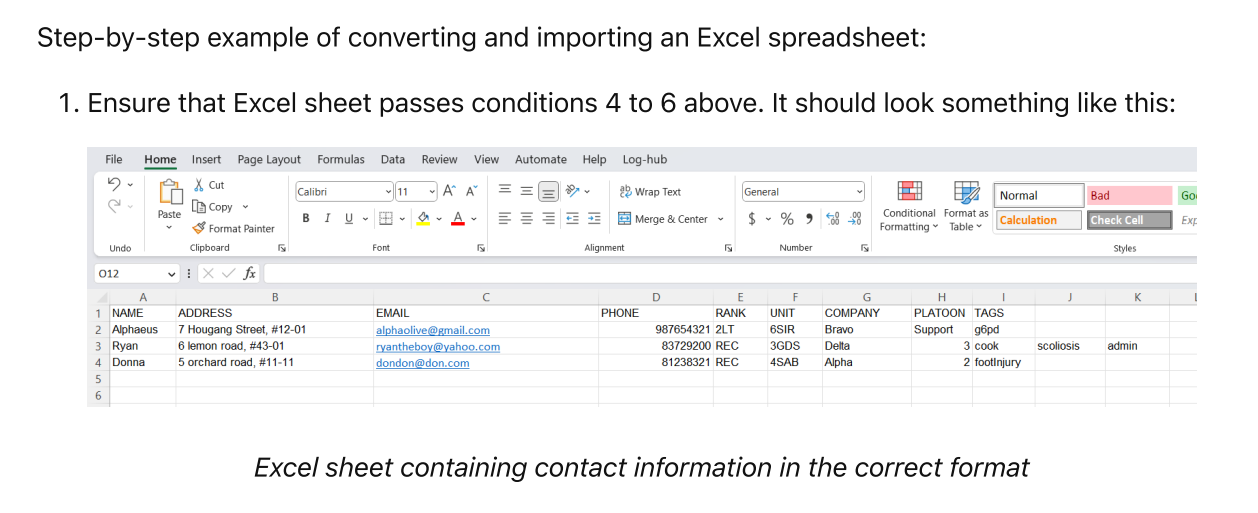 Step-by-step example of converting and importing an Excel spreadsheet:
1. Ensure that Excel sheet passes conditions 4 to 6 above. It should look something like this:
File Home Insert Page Layout Formulas Data Review View Automate Help Log-hub
Cut
Copy
Format Painter
Paste
Calibri 11 A^ A˅
B I U A
ab Wrap Text
Merge & Center
General
$ % 9 .00 .00
Conditional Formatting
Format as Table
Normal Bad Goo
Calculation Check Cell Exp
Undo Clipboard Font Alignment Number Styles
O12 fx
A B C D E F G H I J K L
1 NAME ADDRESS EMAIL PHONE RANK UNIT COMPANY PLATOON TAGS
2 Alphaeus 7 Hougang Street, #12-01 alphaolive@gmail.com 987654321 2LT 6SIR Bravo Support g6pd
3 Ryan 6 lemon road, #43-01 ryantheboy@yahoo.com 83729200 REC 3GDS Delta 3 cook scoliosis admin
4 Donna 5 orchard road, #11-11 dondon@don.com 81238321 REC 4SAB Alpha 2 footInjury
5
6
Excel sheet containing contact information in the correct format